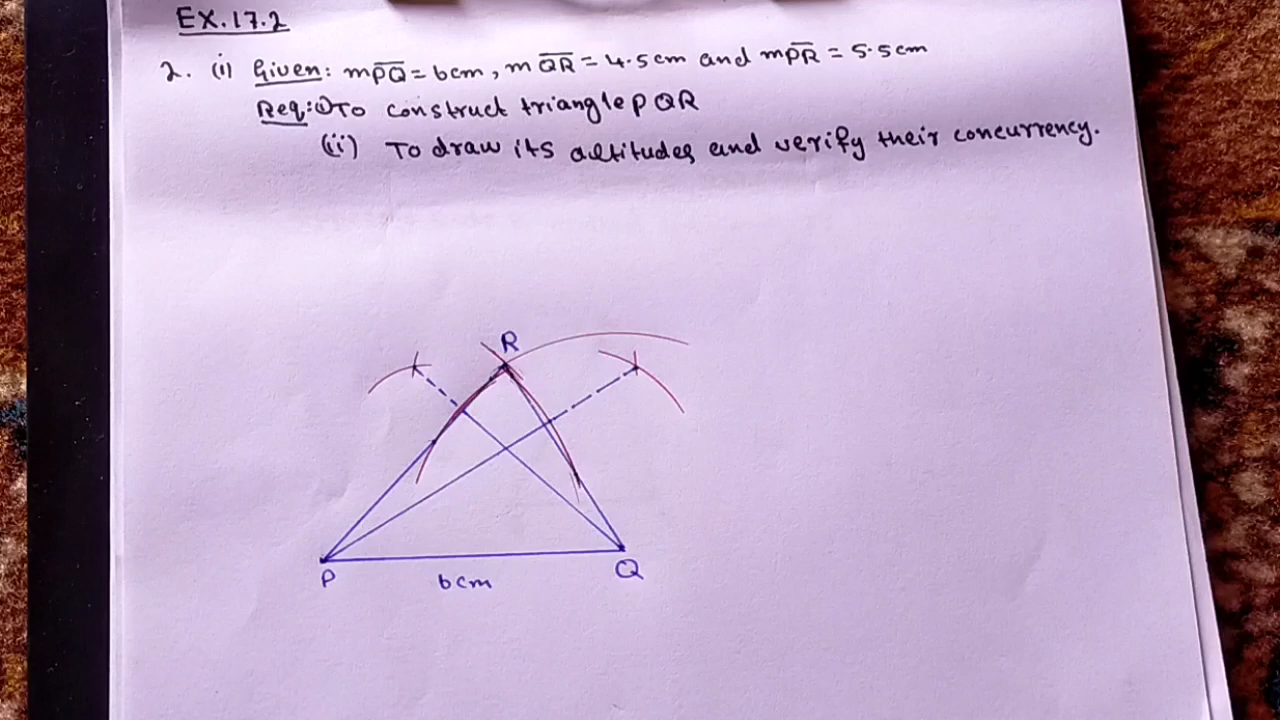 EX.17.2
2. (i) Given: mPQ = 6cm, m QR = 4.5cm and mPR = 5.5cm
Req:(i)To construct triangle PQR
(ii) To draw its altitudes and verify their concurrency.
R
P
6cm
Q